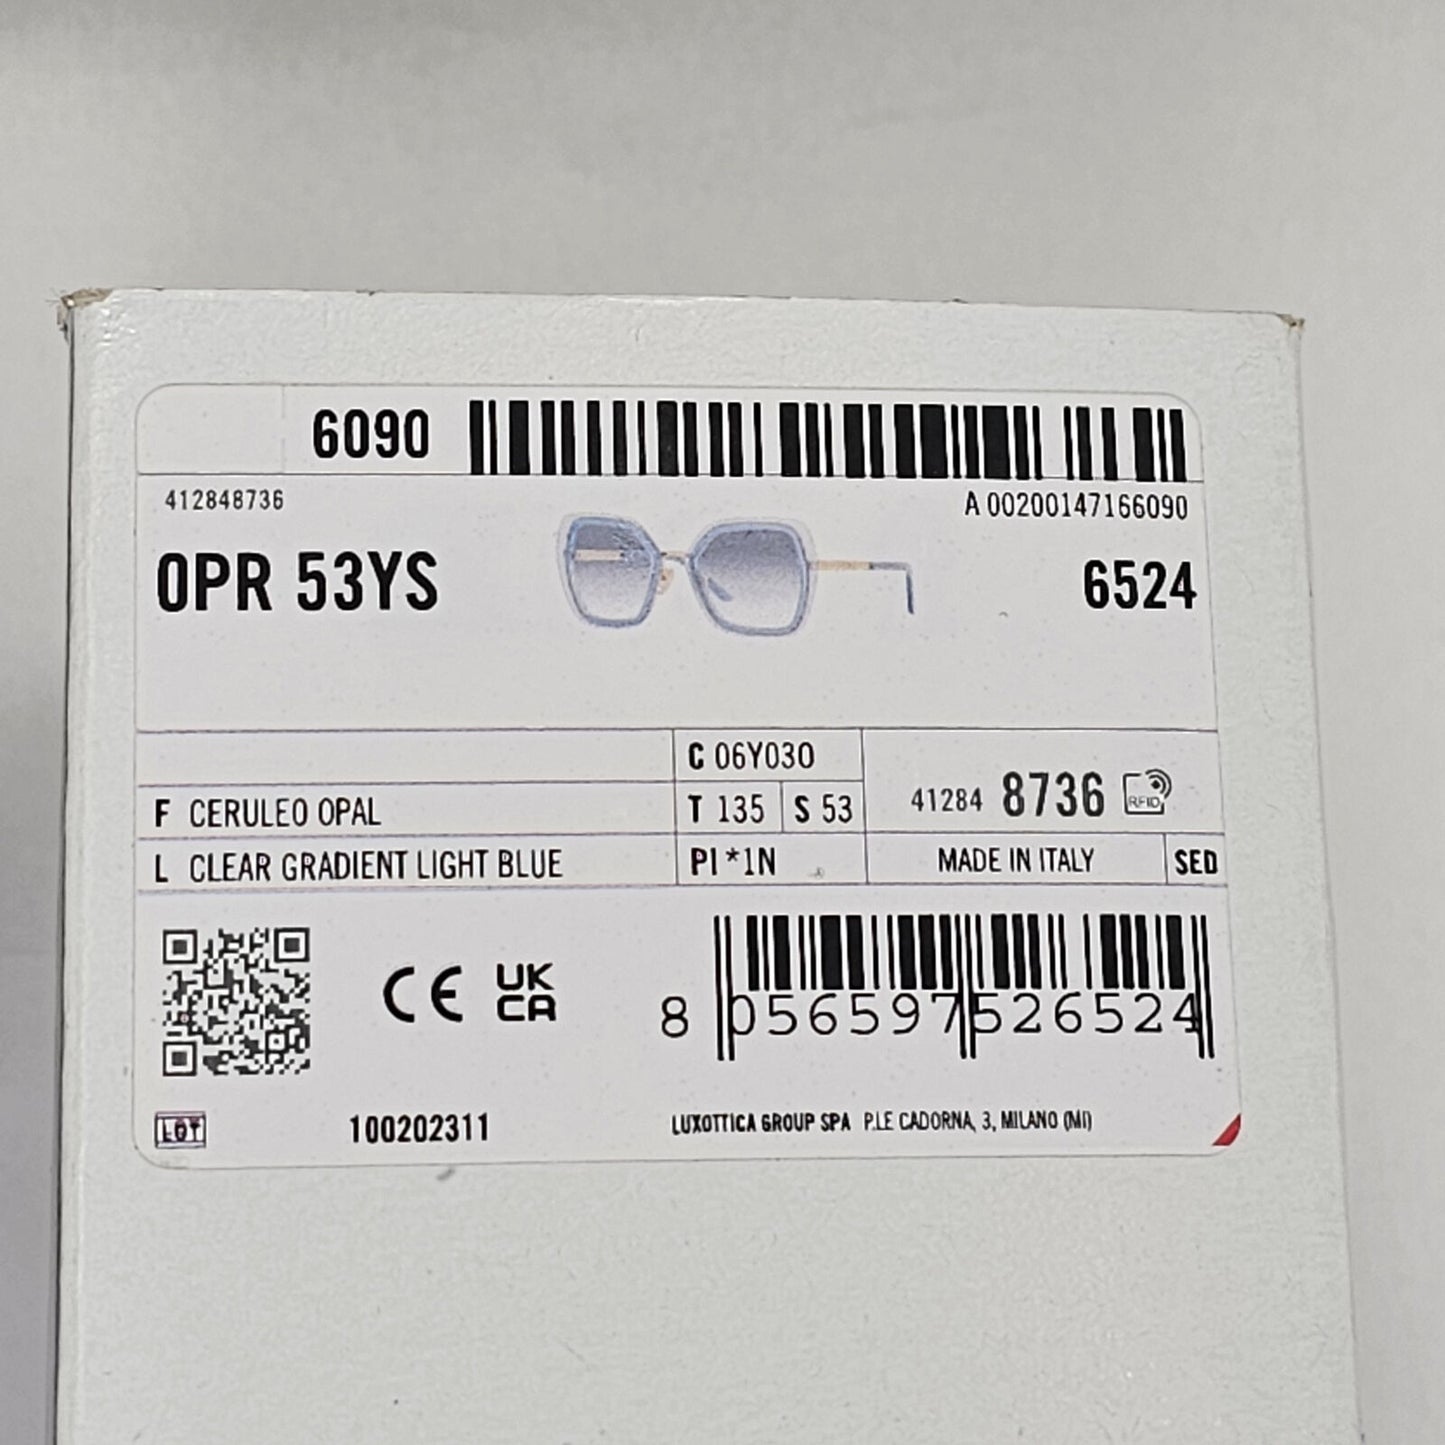 6090
412848736
A 00200147166090
0PR 53YS
6524
C 06Y030
F CERULEO OPAL
T 135
S 53
41284 8736
RFID
L CLEAR GRADIENT LIGHT BLUE
PI *1N
MADE IN ITALY
SED
CE
UK
CA
8 056597 526524
LOT
100202311
LUXOTTICA GROUP SPA P.LE CADORNA, 3, MILANO (MI)